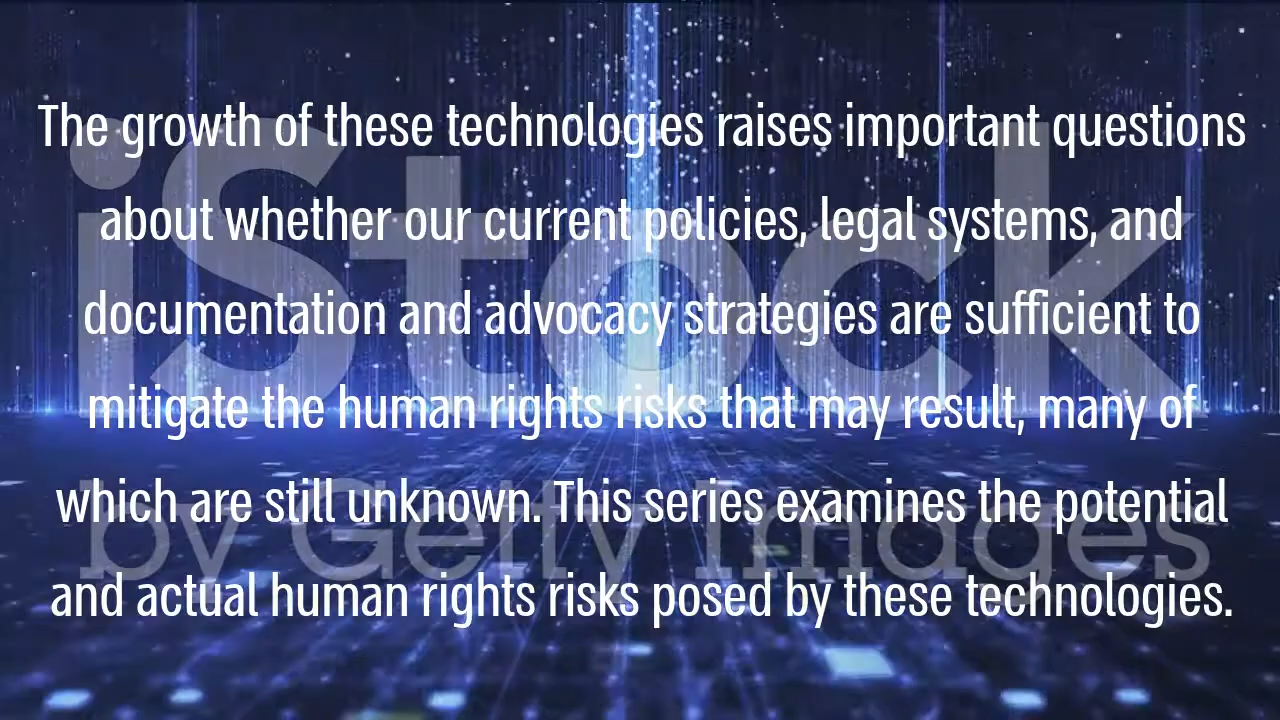 The growth of these technologies raises important questions
about whether our current policies, legal systems, and
documentation and advocacy strategies are sufficient to
mitigate the human rights risks that may result, many of
which are still unknown. This series examines the potential
and actual human rights risks posed by these technologies.
iStock
by Getty Images